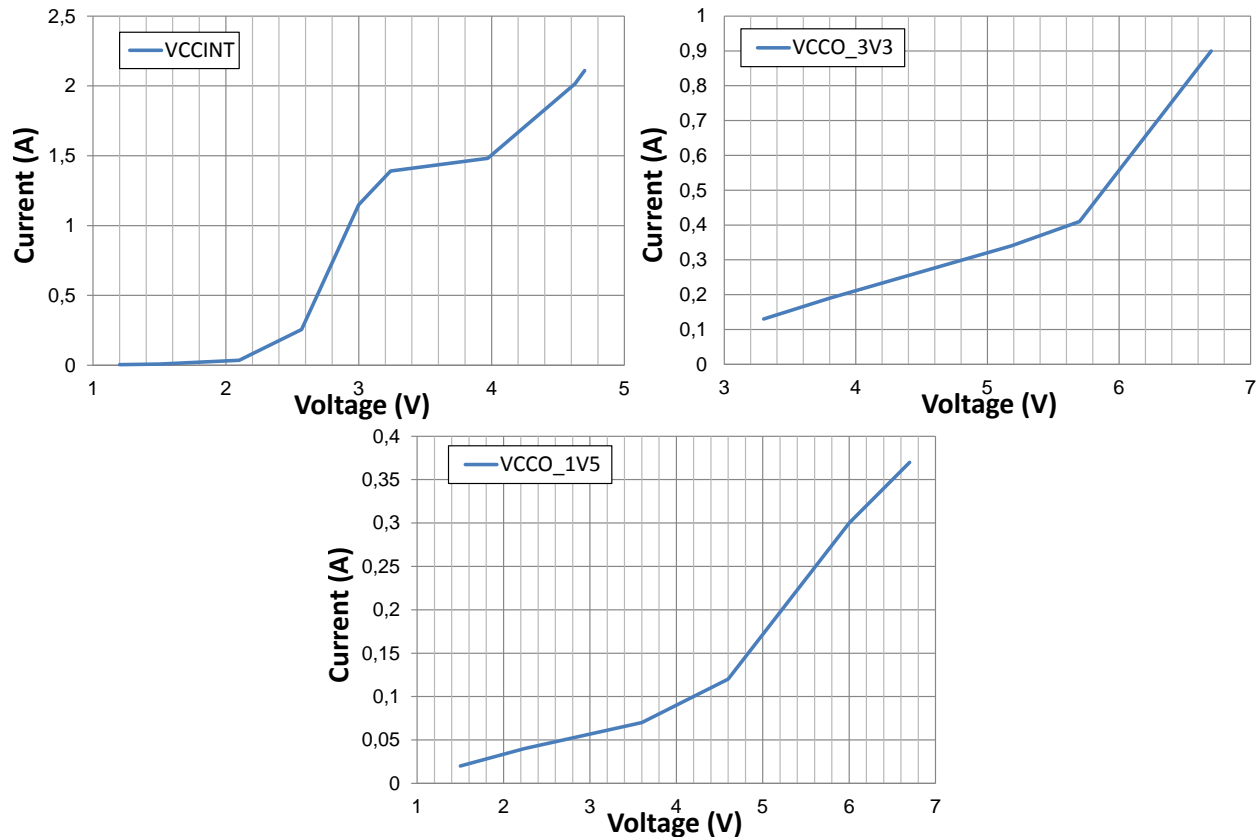 2,5
2
1,5
1
0,5
0
Current (A)
VCCINT
1 2 3 4 5
Voltage (V)
1
0,9
0,8
0,7
0,6
0,5
0,4
0,3
0,2
0,1
0
Current (A)
VCCO_3V3
3 4 5 6 7
Voltage (V)
0,4
0,35
0,3
0,25
0,2
0,15
0,1
0,05
0
Current (A)
VCCO_1V5
1 2 3 4 5 6 7
Voltage (V)